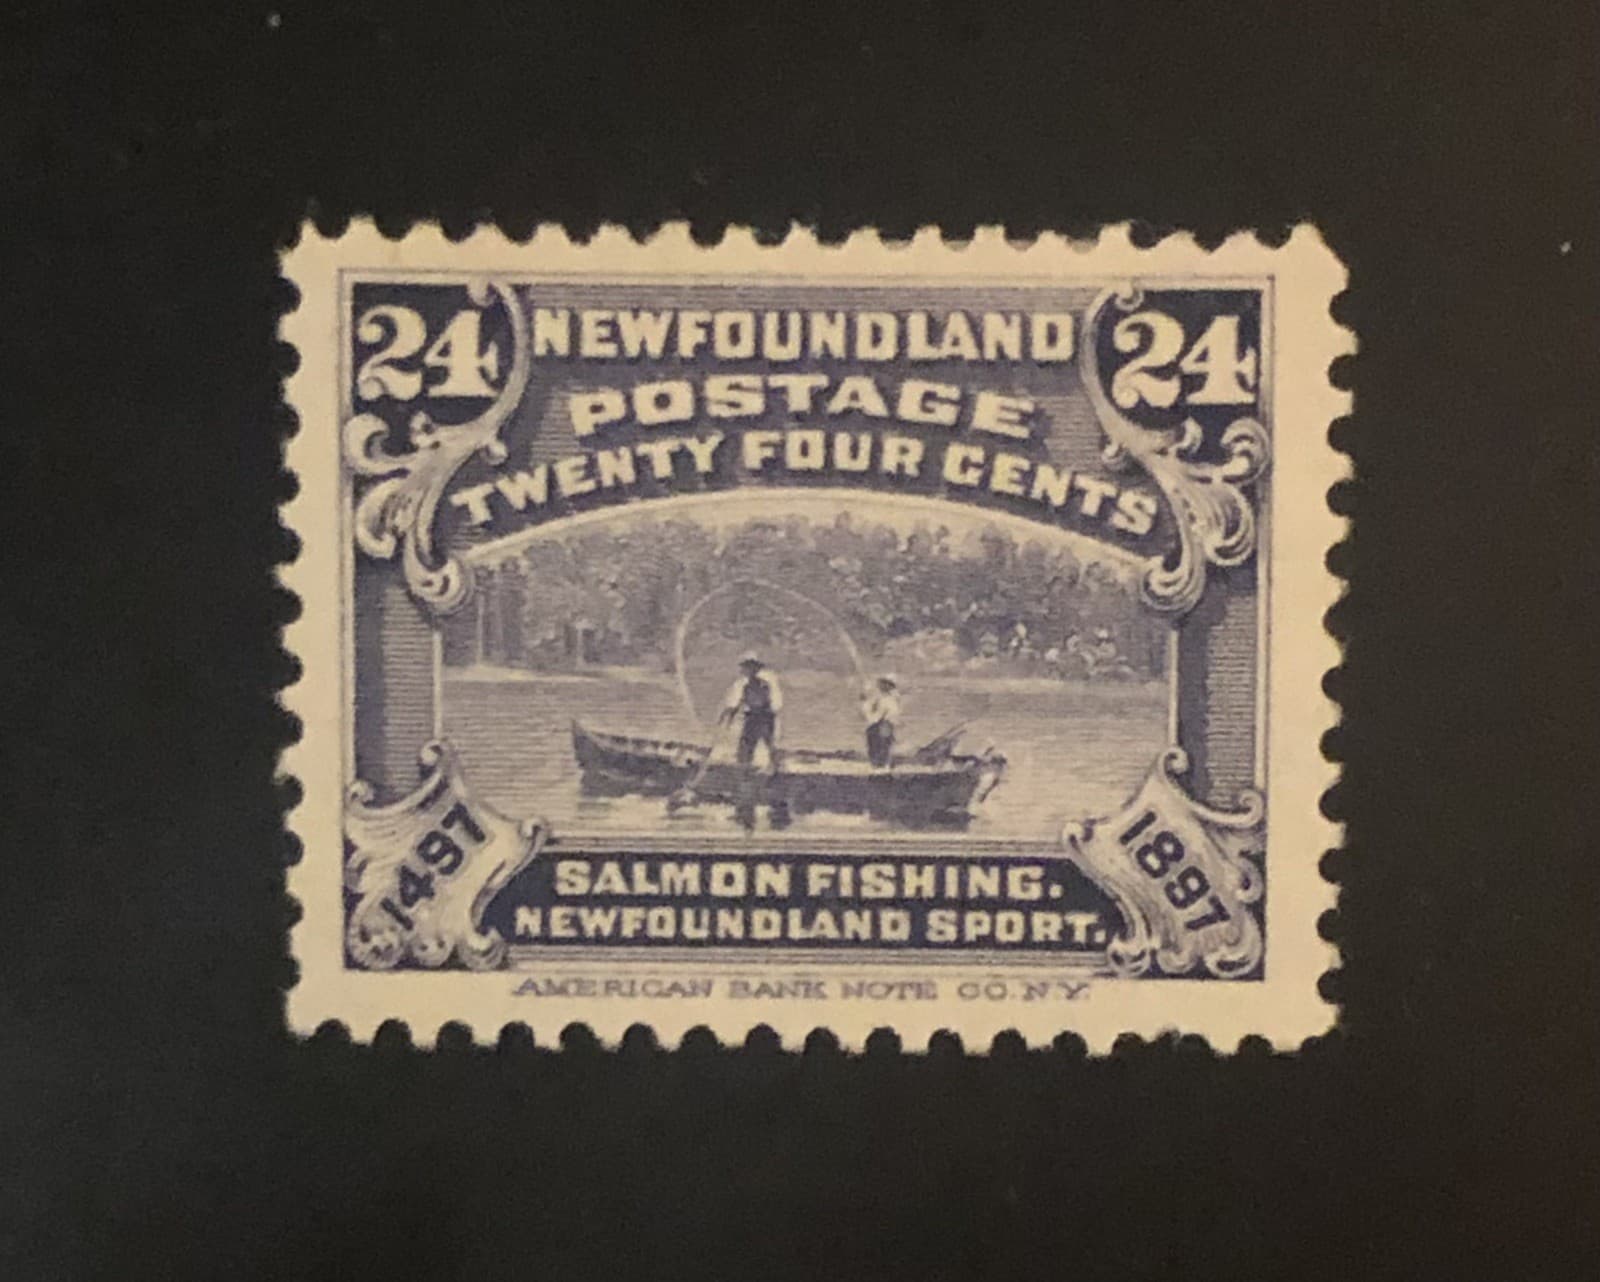 24 NEWFOUNDLAND 24
POSTAGE
TWENTY FOUR CENTS
1497 1897
SALMON FISHING.
NEWFOUNDLAND SPORT.
AMERICAN BANK NOTE CO. N.Y.